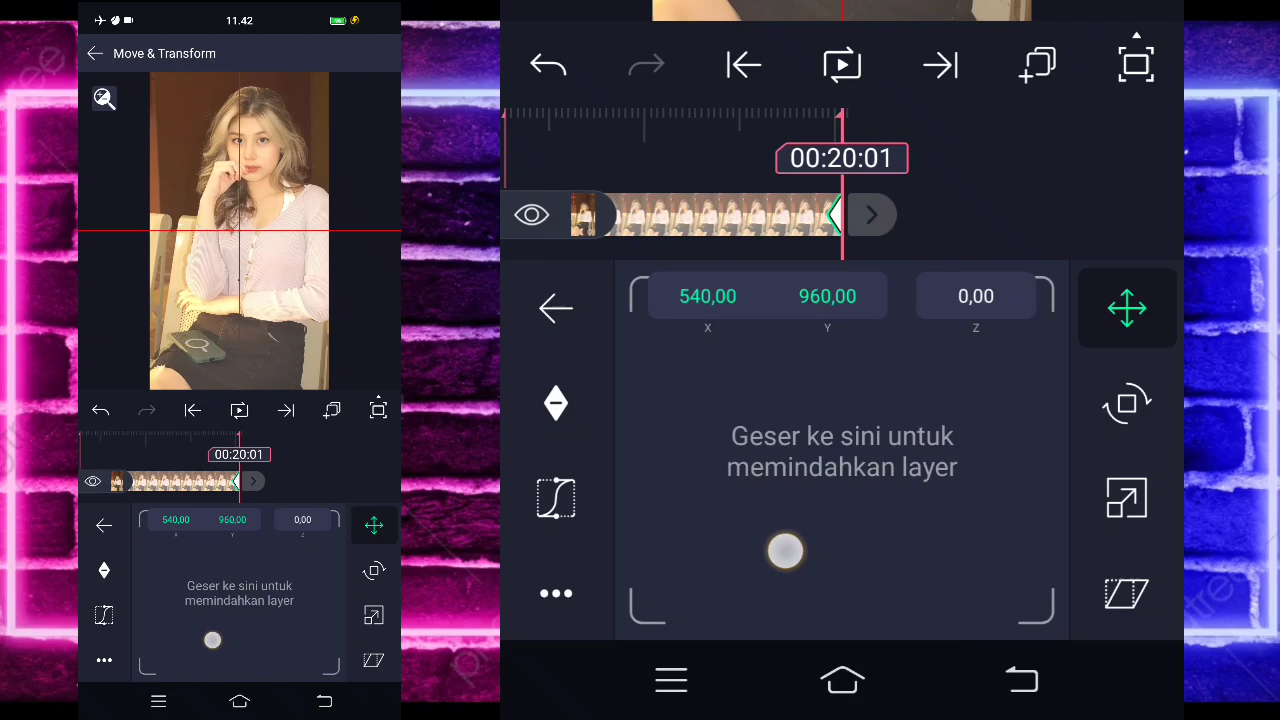 11.42
96
Move & Transform
00:20:01
540,00 960,00 0,00
X Y Z
Geser ke sini untuk
memindahkan layer
00:20:01
540,00 960,00 0,00
X Y Z
Geser ke sini untuk
memindahkan layer